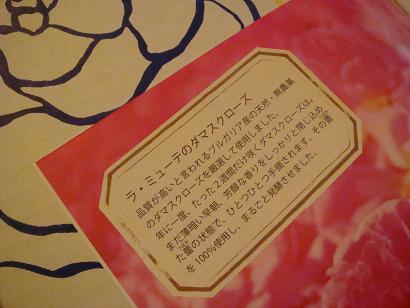 ラ・ミューテのダマスクローズ
品質が高いと言われるブルガリア産の天然・無農薬
のダマスクローズを厳選して使用しました。
年に一度、たった2週間だけ咲くダマスクローズは。
まだ薄暗い早朝、芳醇な香りをしっかりと閉じ込め
た蕾の状態で、ひとつひとつ手摘されます。その蕾
を100%使用し、まるごと発酵させました。